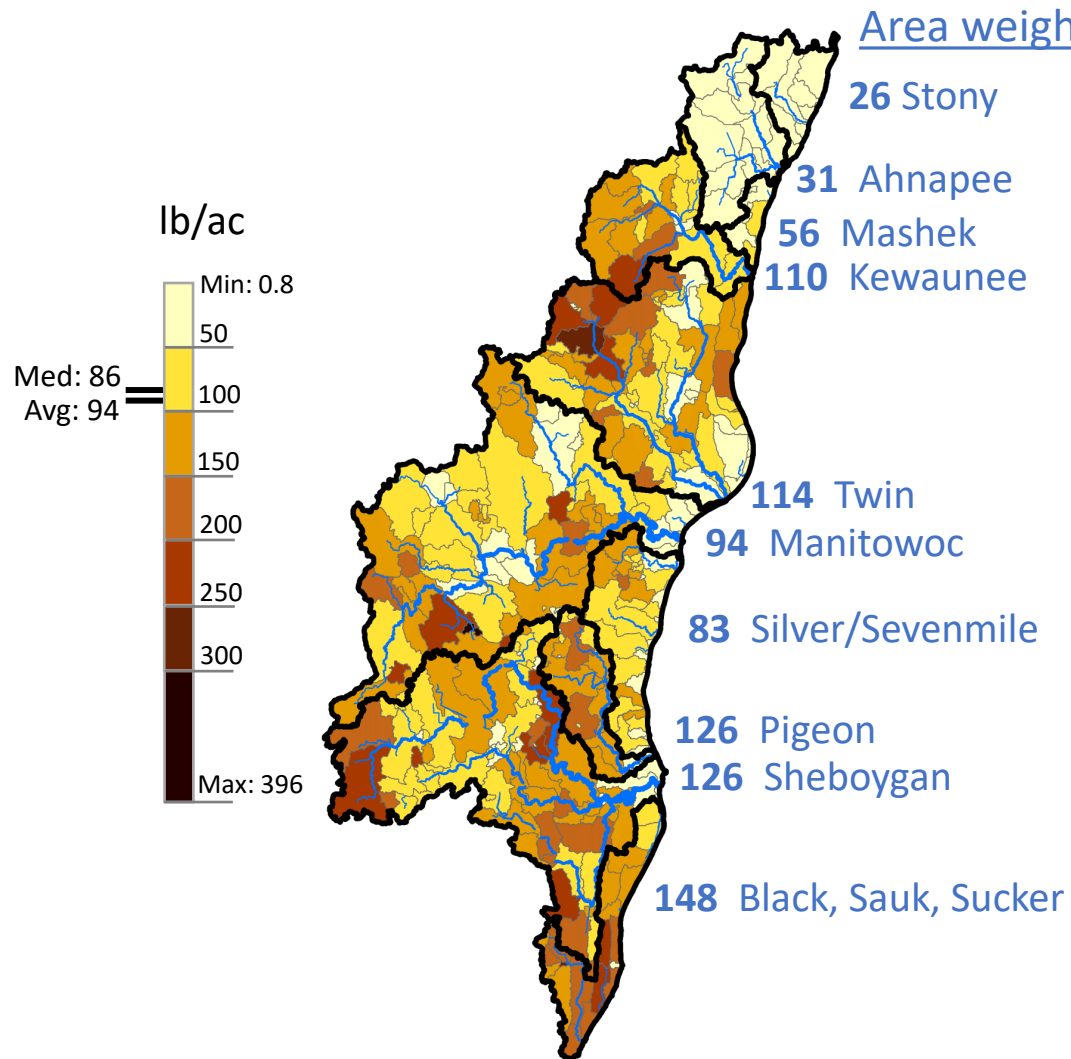 Area weigh
26 Stony
31 Ahnapee
56 Mashek
110 Kewaunee
114 Twin
94 Manitowoc
83 Silver/Sevenmile
126 Pigeon
126 Sheboygan
148 Black, Sauk, Sucker
lb/ac
Min: 0.8
50
Med: 86
100
Avg: 94
150
200
250
300
Max: 396